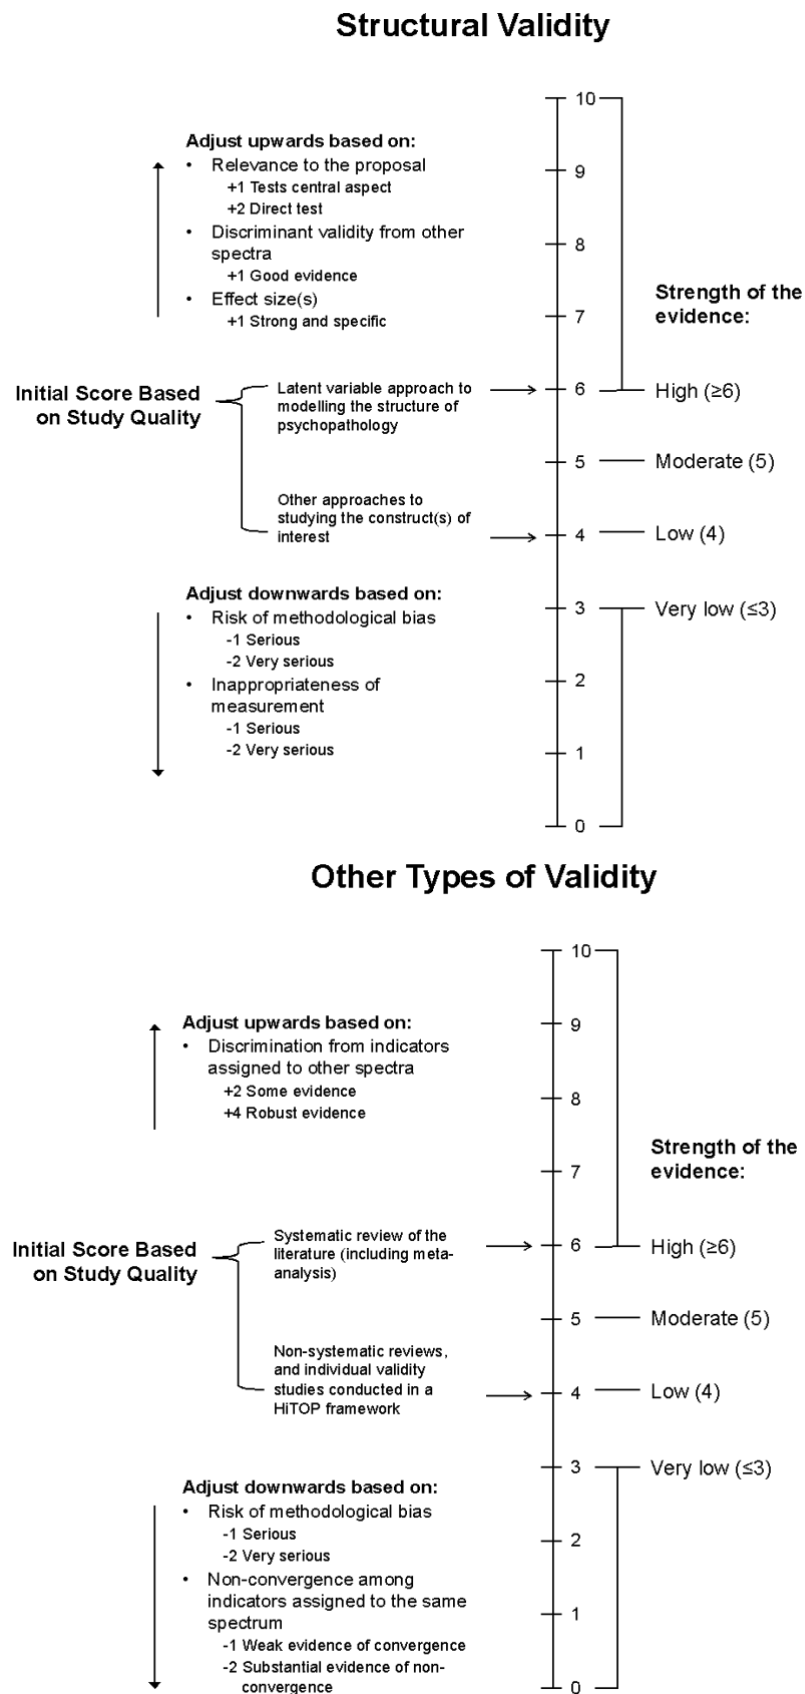 Structural Validity
Adjust upwards based on:
• Relevance to the proposal
+1 Tests central aspect
+2 Direct test
• Discriminant validity from other
spectra
+1 Good evidence
• Effect size(s)
+1 Strong and specific
Initial Score Based
on Study Quality
Latent variable approach to
modelling the structure of
psychopathology
Other approaches to
studying the construct(s) of
interest
Adjust downwards based on:
• Risk of methodological bias
-1 Serious
-2 Very serious
• Inappropriateness of
measurement
-1 Serious
-2 Very serious
10
9
8
7
6
5
4
3
2
1
0
Strength of the
evidence:
High (≥6)
Moderate (5)
Low (4)
Very low (≤3)
Other Types of Validity
Adjust upwards based on:
• Discrimination from indicators
assigned to other spectra
+2 Some evidence
+4 Robust evidence
Initial Score Based
on Study Quality
Systematic review of the
literature (including meta-
analysis)
Non-systematic reviews,
and individual validity
studies conducted in a
HiTOP framework
Adjust downwards based on:
• Risk of methodological bias
-1 Serious
-2 Very serious
• Non-convergence among
indicators assigned to the same
spectrum
-1 Weak evidence of convergence
-2 Substantial evidence of non-
convergence
10
9
8
7
6
5
4
3
2
1
0
Strength of the
evidence:
High (≥6)
Moderate (5)
Low (4)
Very low (≤3)